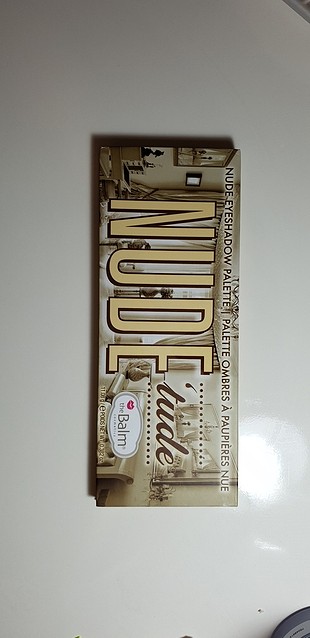 NUDE EYESHADOW PALETTE / PALETTE OMBRES À PAUPIÈRES NUE
NUDE
'tude
theBalm